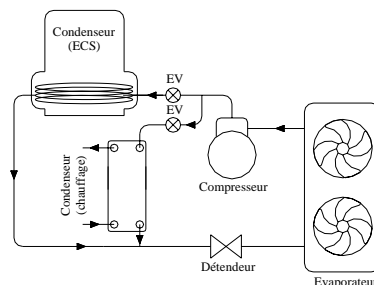 Condenseur
(ECS)
EV
EV
Condenseur
(chauffage)
Compresseur
Détendeur
Evaporateur